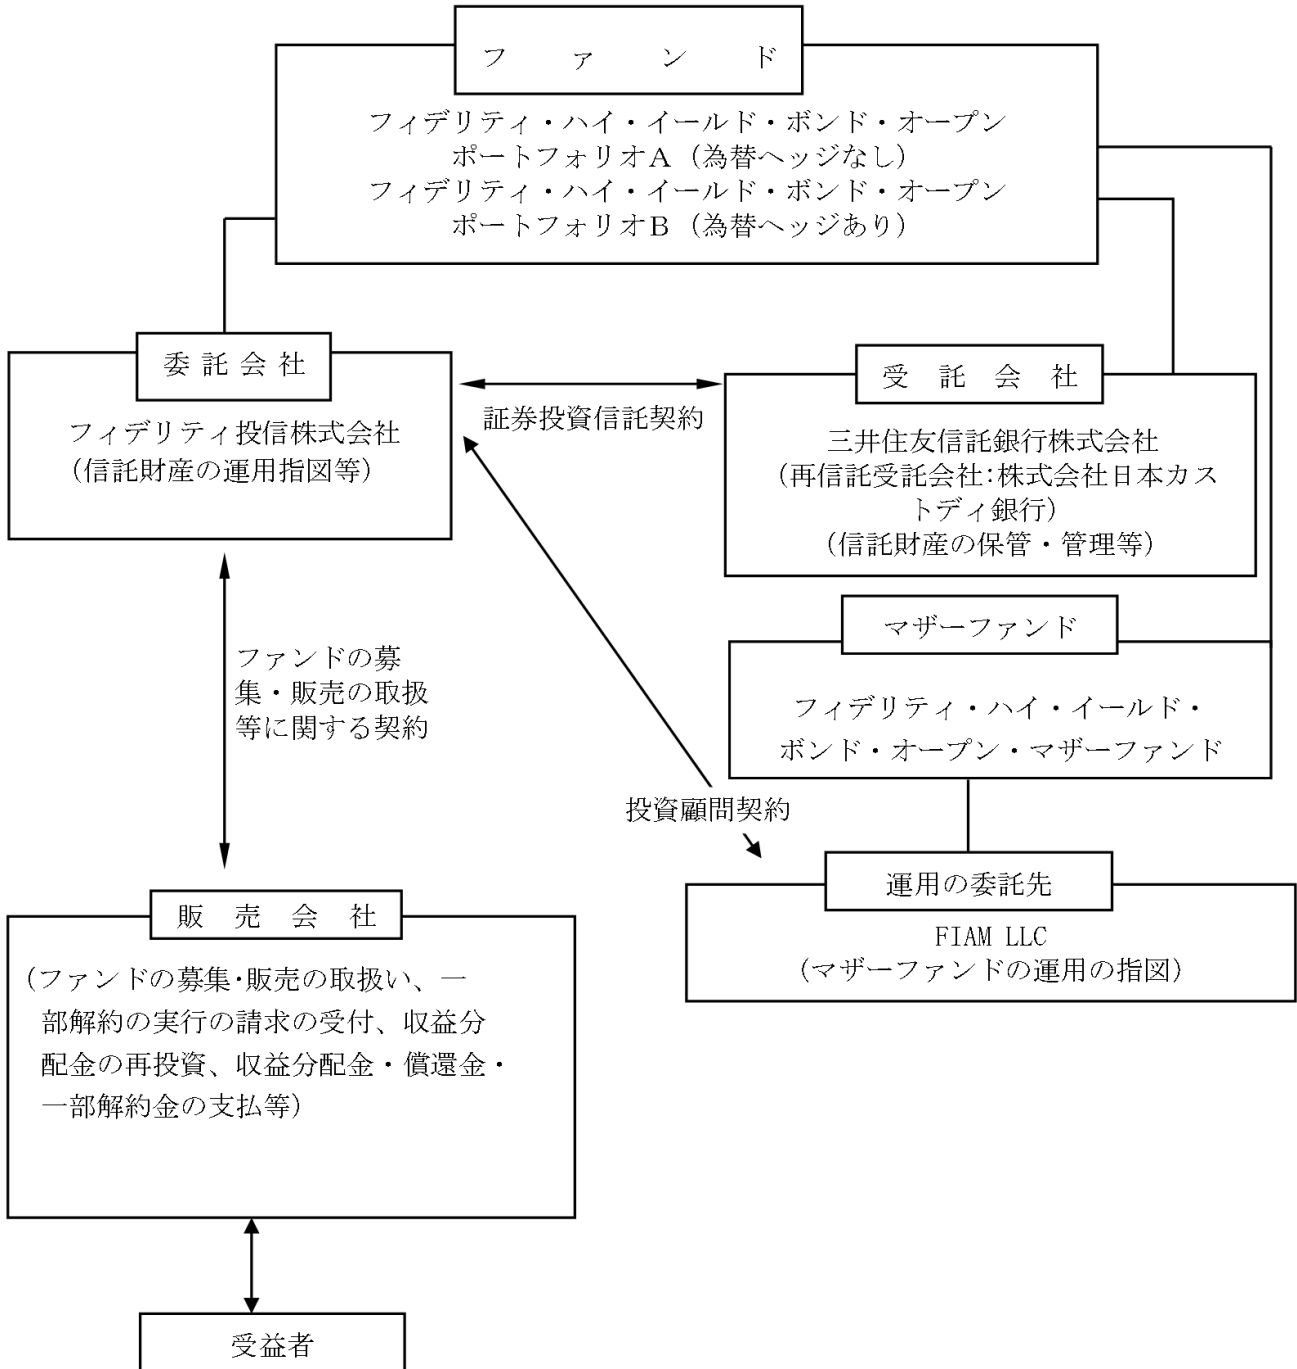 ファンド
フィデリティ・ハイ・イールド・ボンド・オープン
ポートフォリオA（為替ヘッジなし）
フィデリティ・ハイ・イールド・ボンド・オープン
ポートフォリオB（為替ヘッジあり）
委託会社
フィデリティ投信株式会社
（信託財産の運用指図等）
証券投資信託契約
受託会社
三井住友信託銀行株式会社
（再信託受託会社：株式会社日本カス
トディ銀行）
（信託財産の保管・管理等）
ファンドの募
集・販売の取扱
等に関する契約
マザーファンド
フィデリティ・ハイ・イールド・
ボンド・オープン・マザーファンド
投資顧問契約
運用の委託先
FIAM LLC
（マザーファンドの運用の指図）
販売会社
（ファンドの募集・販売の取扱い、一
部解約の実行の請求の受付、収益分
配金の再投資、収益分配金・償還金・
一部解約金の支払等）
受益者